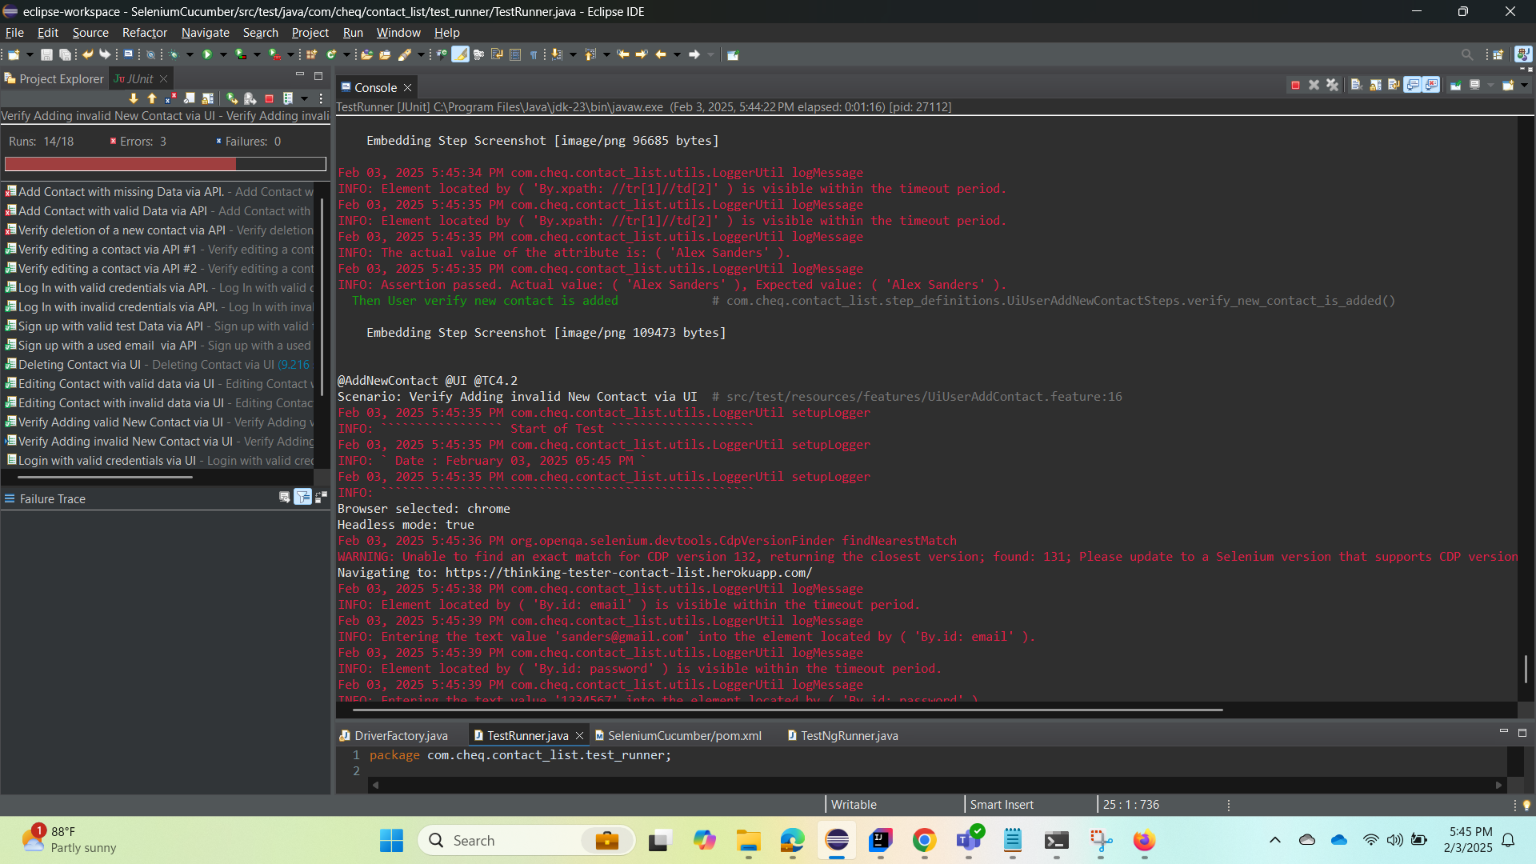 eclipse-workspace - SeleniumCucumber/src/test/java/com/cheq/contact_list/test_runner/TestRunner.java - Eclipse IDE
File Edit Source Refactor Navigate Search Project Run Window Help
Project Explorer JUnit
Verify Adding invalid New Contact via UI - Verify Adding invali
Runs: 14/18 Errors: 3 Failures: 0
Add Contact with missing Data via API. - Add Contact w
Add Contact with valid Data via API - Add Contact with
Verify deletion of a new contact via API - Verify deletion
Verify editing a contact via API #1 - Verify editing a cont
Verify editing a contact via API #2 - Verify editing a cont
Log In with valid credentials via API. - Log In with valid c
Log In with invalid credentials via API. - Log In with inva
Sign up with valid test Data via API - Sign up with valid
Sign up with a used email via API - Sign up with a used
Deleting Contact via UI - Deleting Contact via UI (9.216
Editing Contact with valid data via UI - Editing Contact
Editing Contact with invalid data via UI - Editing Contac
Verify Adding valid New Contact via UI - Verify Adding v
Verify Adding invalid New Contact via UI - Verify Adding
Login with valid credentials via UI - Login with valid cred
Failure Trace
Console
TestRunner [JUnit] C:\Program Files\Java\jdk-23\bin\javaw.exe (Feb 3, 2025, 5:44:22 PM elapsed: 0:01:16) [pid: 27112]
Embedding Step Screenshot [image/png 96685 bytes]
Feb 03, 2025 5:45:34 PM com.cheq.contact_list.utils.LoggerUtil logMessage
INFO: Element located by ( 'By.xpath: //tr[1]//td[2]' ) is visible within the timeout period.
Feb 03, 2025 5:45:35 PM com.cheq.contact_list.utils.LoggerUtil logMessage
INFO: Element located by ( 'By.xpath: //tr[1]//td[2]' ) is visible within the timeout period.
Feb 03, 2025 5:45:35 PM com.cheq.contact_list.utils.LoggerUtil logMessage
INFO: The actual value of the attribute is: ( 'Alex Sanders' ).
Feb 03, 2025 5:45:35 PM com.cheq.contact_list.utils.LoggerUtil logMessage
INFO: Assertion passed. Actual value: ( 'Alex Sanders' ), Expected value: ( 'Alex Sanders' ).
Then User verify new contact is added # com.cheq.contact_list.step_definitions.UiUserAddNewContactSteps.verify_new_contact_is_added()
Embedding Step Screenshot [image/png 109473 bytes]
@AddNewContact @UI @TC4.2
Scenario: Verify Adding invalid New Contact via UI # src/test/resources/features/UiUserAddContact.feature:16
Feb 03, 2025 5:45:35 PM com.cheq.contact_list.utils.LoggerUtil setupLogger
INFO: ````````````````` Start of Test ````````````````````
Feb 03, 2025 5:45:35 PM com.cheq.contact_list.utils.LoggerUtil setupLogger
INFO: ` Date : February 03, 2025 05:45 PM `
Feb 03, 2025 5:45:35 PM com.cheq.contact_list.utils.LoggerUtil setupLogger
INFO: ````````````````````````````````````````````````````
Browser selected: chrome
Headless mode: true
Feb 03, 2025 5:45:36 PM org.openqa.selenium.devtools.CdpVersionFinder findNearestMatch
WARNING: Unable to find an exact match for CDP version 132, returning the closest version; found: 131; Please update to a Selenium version that supports CDP version
Navigating to: https://thinking-tester-contact-list.herokuapp.com/
Feb 03, 2025 5:45:38 PM com.cheq.contact_list.utils.LoggerUtil logMessage
INFO: Element located by ( 'By.id: email' ) is visible within the timeout period.
Feb 03, 2025 5:45:39 PM com.cheq.contact_list.utils.LoggerUtil logMessage
INFO: Entering the text value 'sanders@gmail.com' into the element located by ( 'By.id: email' ).
Feb 03, 2025 5:45:39 PM com.cheq.contact_list.utils.LoggerUtil logMessage
INFO: Element located by ( 'By.id: password' ) is visible within the timeout period.
Feb 03, 2025 5:45:39 PM com.cheq.contact_list.utils.LoggerUtil logMessage
INFO: Entering the text value '1234567' into the element located by ( 'By.id: password' )
DriverFactory.java TestRunner.java SeleniumCucumber/pom.xml TestNgRunner.java
1 package com.cheq.contact_list.test_runner;
2
Writable Smart Insert 25 : 1 : 736
1 88°F
Partly sunny
Search
5:45 PM
2/3/2025